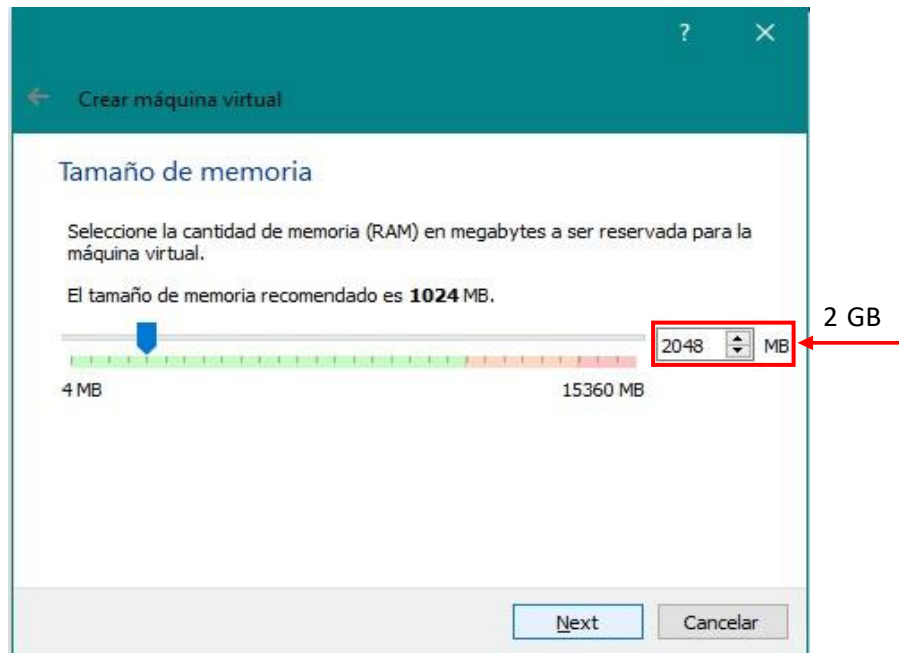 ?
Crear máquina virtual
Tamaño de memoria
Seleccione la cantidad de memoria (RAM) en megabytes a ser reservada para la
máquina virtual.
El tamaño de memoria recomendado es 1024 MB.
2 GB
2048 MB
4 MB 15360 MB
Next Cancelar